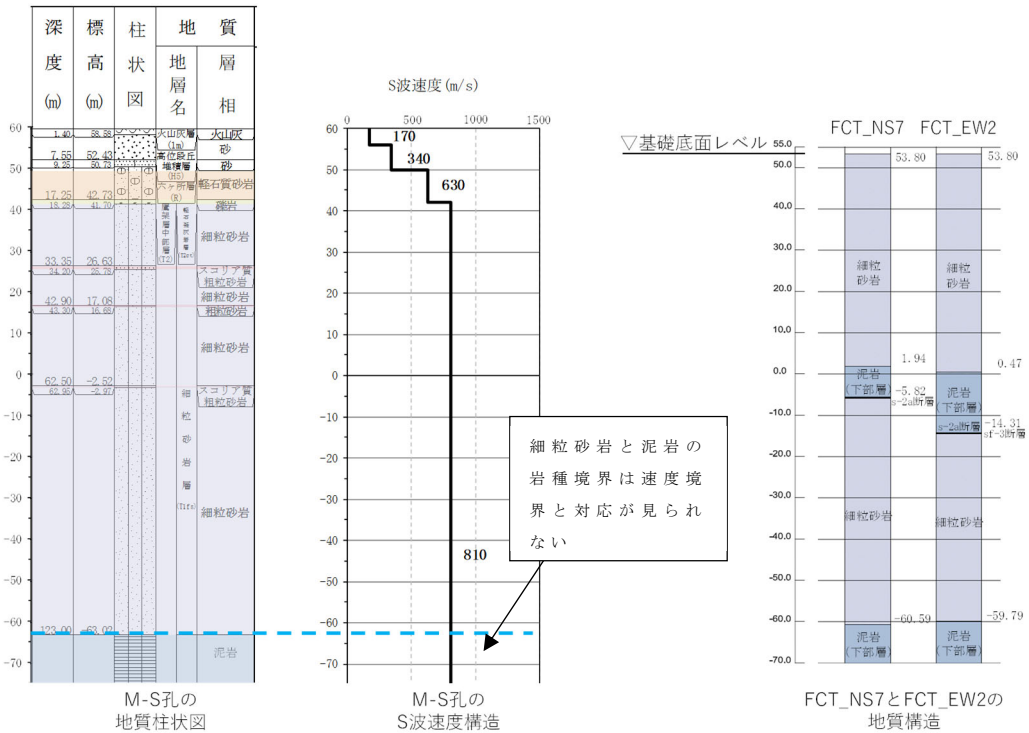 深度(m)
標高(m)
柱状図
地質
地層名
層相
60
50
40
30
20
10
0
-10
-20
-30
-40
-50
-60
-70
1.40 58.58 火山灰層 火山灰
(lm) 砂
7.55 52.43 高位段丘
9.25 50.73 堆積層 砂
(H5)
六ヶ所層 軽石質砂岩
17.25 42.73 (R)
18.28 41.70 礫岩
細粒砂岩
(T2)
33.35 26.63
34.20 25.78 スコリア質
粗粒砂岩
42.90 17.08 細粒砂岩
43.30 16.68 粗粒砂岩
細粒砂岩
62.50 -2.52
62.95 -2.97 スコリア質
粗粒砂岩
細粒砂岩層
(T1fs)
細粒砂岩
123.00 -63.02
泥岩
M-S孔の
地質柱状図
S波速度(m/s)
0 500 1000 1500
60
50
40
30
20
10
0
-10
-20
-30
-40
-50
-60
-70
170
340
630
810
細粒砂岩と泥岩の
岩種境界は速度境
界と対応が見られ
ない
M-S孔の
S波速度構造
FCT_NS7 FCT_EW2
▽基礎底面レベル
55.0
50.0
40.0
30.0
20.0
10.0
0.0
-10.0
-20.0
-30.0
-40.0
-50.0
-60.0
-70.0
53.80
細粒
砂岩
1.94
泥岩
(下部層)
-5.82
s-2a断層
細粒砂岩
-60.59
泥岩
(下部層)
53.80
細粒
砂岩
0.47
泥岩
(下部層)
s-2a断層
-14.31
sf-3断層
細粒砂岩
-59.79
泥岩
(下部層)
FCT_NS7とFCT_EW2の
地質構造